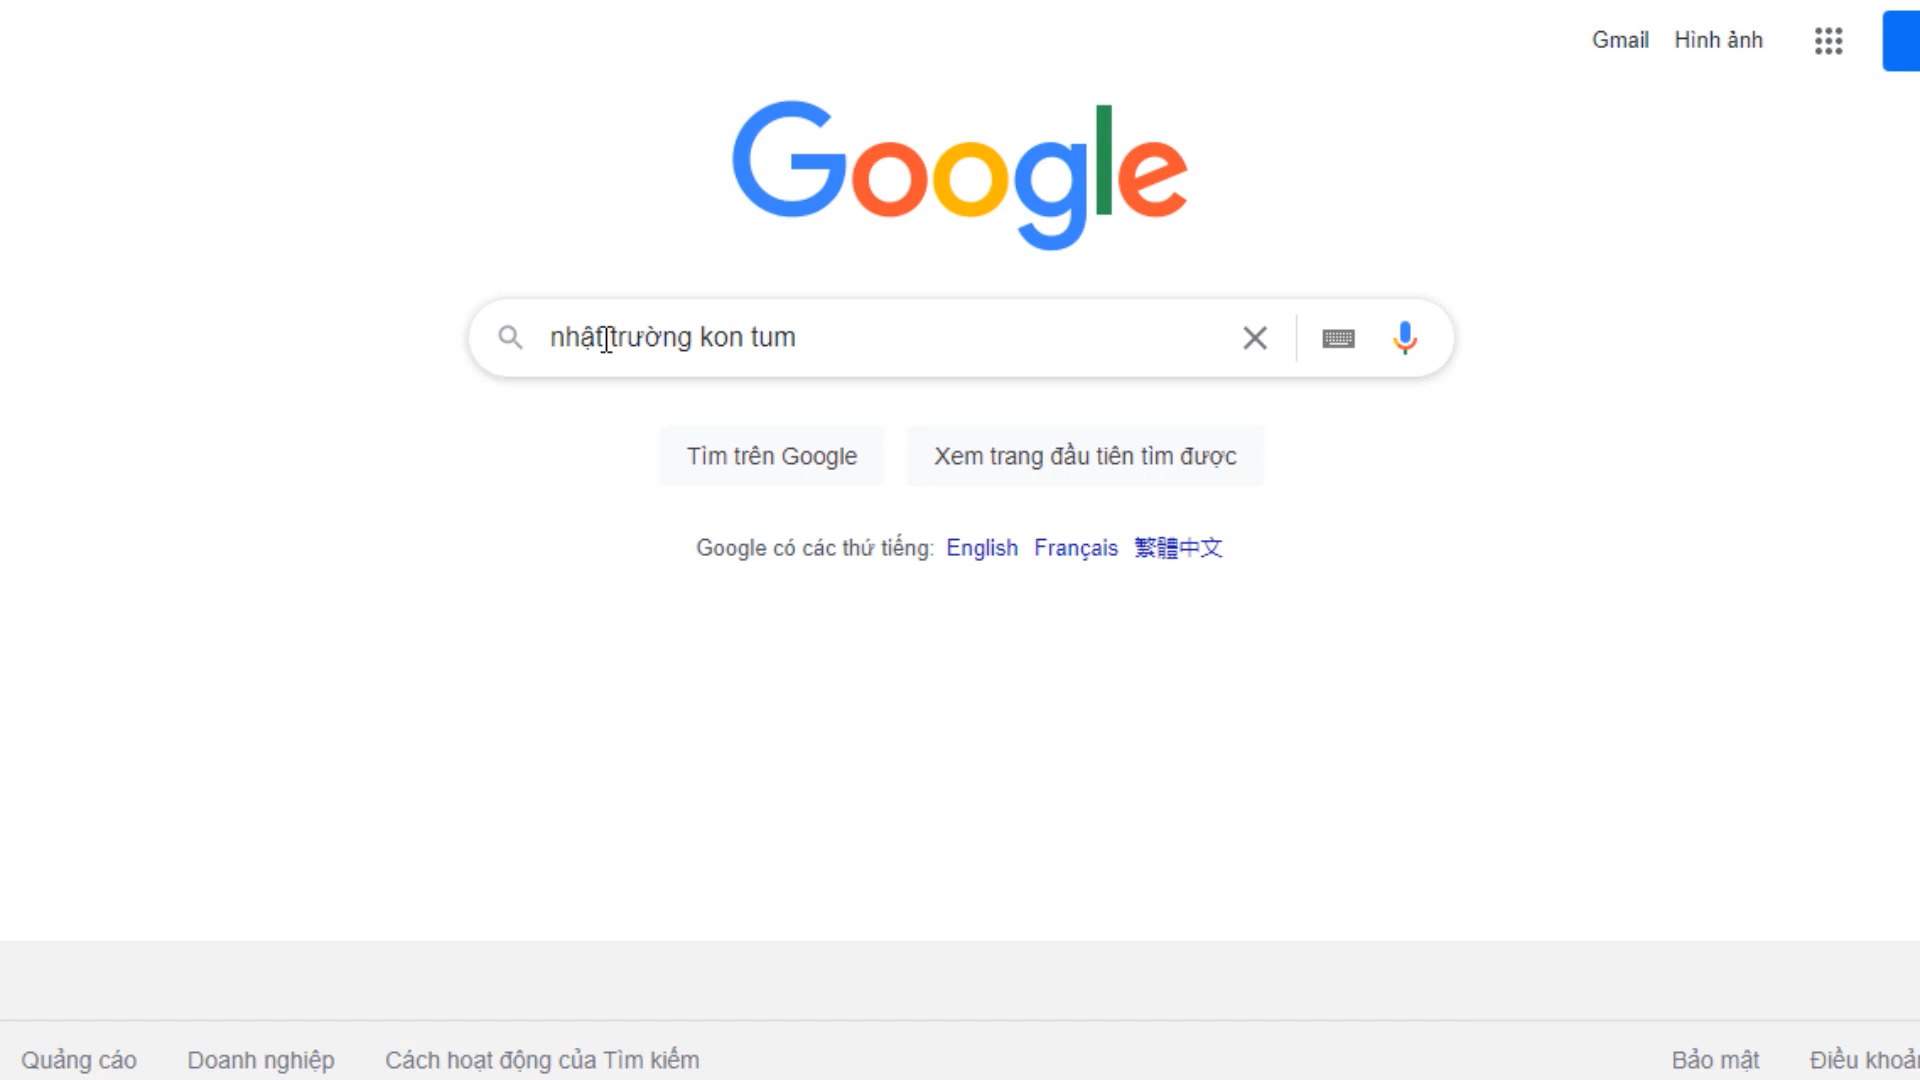 Gmail Hình ảnh
Google
nhật trường kon tum
Tìm trên Google Xem trang đầu tiên tìm được
Google có các thứ tiếng: English Français 繁體中文
Quảng cáo Doanh nghiệp Cách hoạt động của Tìm kiếm Bảo mật Điều